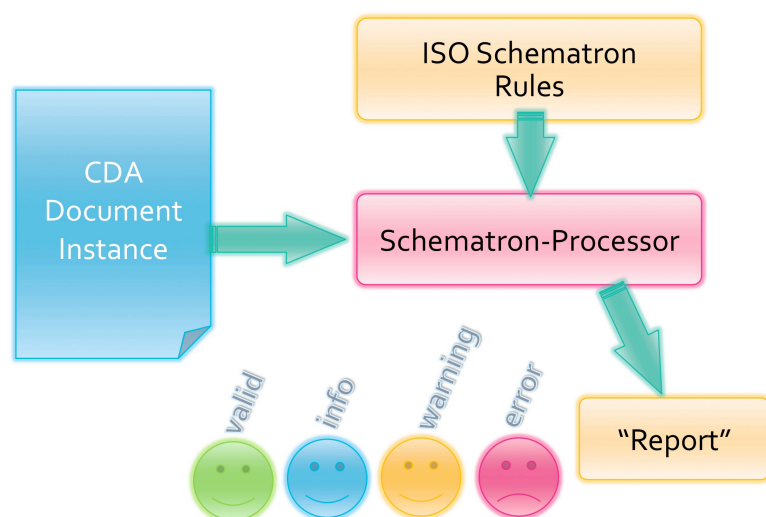 ISO Schematron
Rules
CDA
Document
Instance
Schematron-Processor
valid
info
warning
error
“Report”